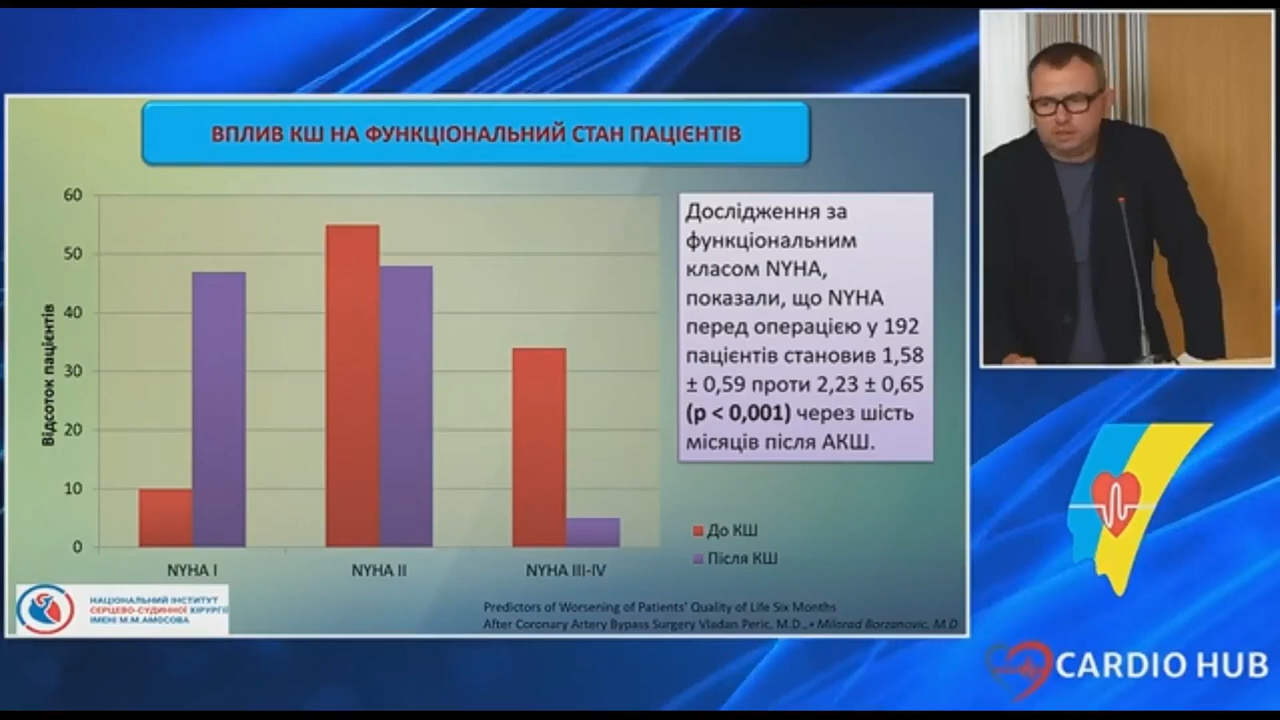 ВПЛИВ КШ НА ФУНКЦІОНАЛЬНИЙ СТАН ПАЦІЄНТІВ
60
50
40
30
20
10
0
Відсоток пацієнтів
NYHA I
NYHA II
NYHA III-IV
Дослідження за
функціональним
класом NYHA,
показали, що NYHA
перед операцією у 192
пацієнтів становив 1,58
± 0,59 проти 2,23 ± 0,65
(p < 0,001) через шість
місяців після АКШ.
До КШ
Після КШ
НАЦІОНАЛЬНИЙ ІНСТИТУТ
СЕРЦЕВО-СУДИННОЇ ХІРУРГІЇ
ІМЕНІ М.М.АМОСОВА
Predictors of Worsening of Patients' Quality of Life Six Months
After Coronary Artery Bypass Surgery Vladan Peric, M.D.,• Milorad Borzanovic, M.D
CARDIO HUB